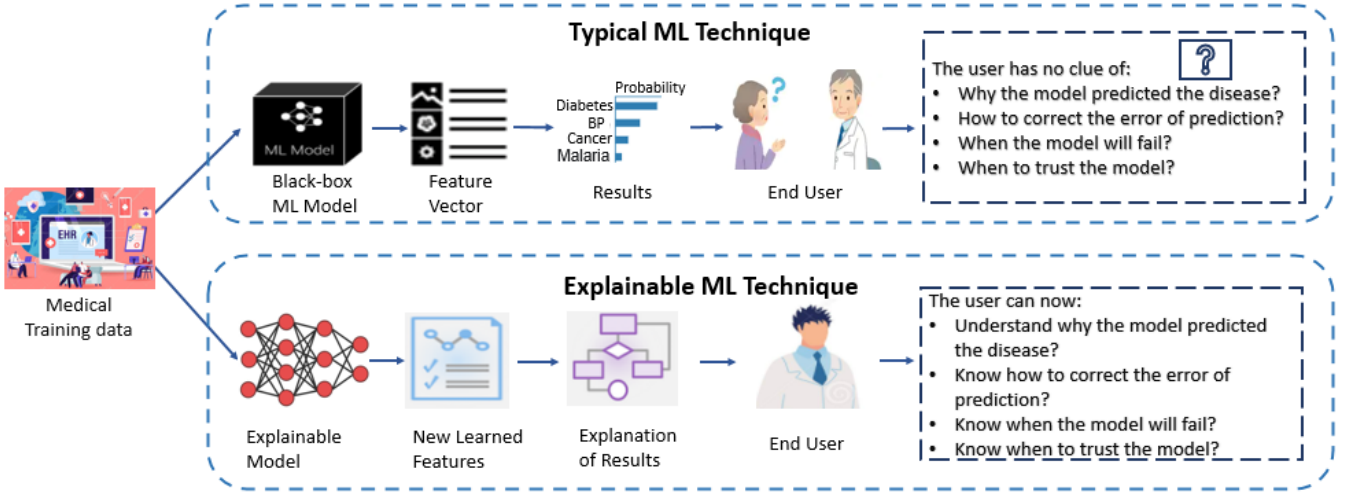 Typical ML Technique
ML Model
Black-box
ML Model
Feature
Vector
Probability
Diabetes
BP
Cancer
Malaria
Results
?
End User
?
The user has no clue of:
• Why the model predicted the disease?
• How to correct the error of prediction?
• When the model will fail?
• When to trust the model?
EHR
Medical
Training data
Explainable ML Technique
Explainable
Model
New Learned
Features
Explanation
of Results
End User
The user can now:
• Understand why the model predicted
the disease?
• Know how to correct the error of
prediction?
• Know when the model will fail?
• Know when to trust the model?